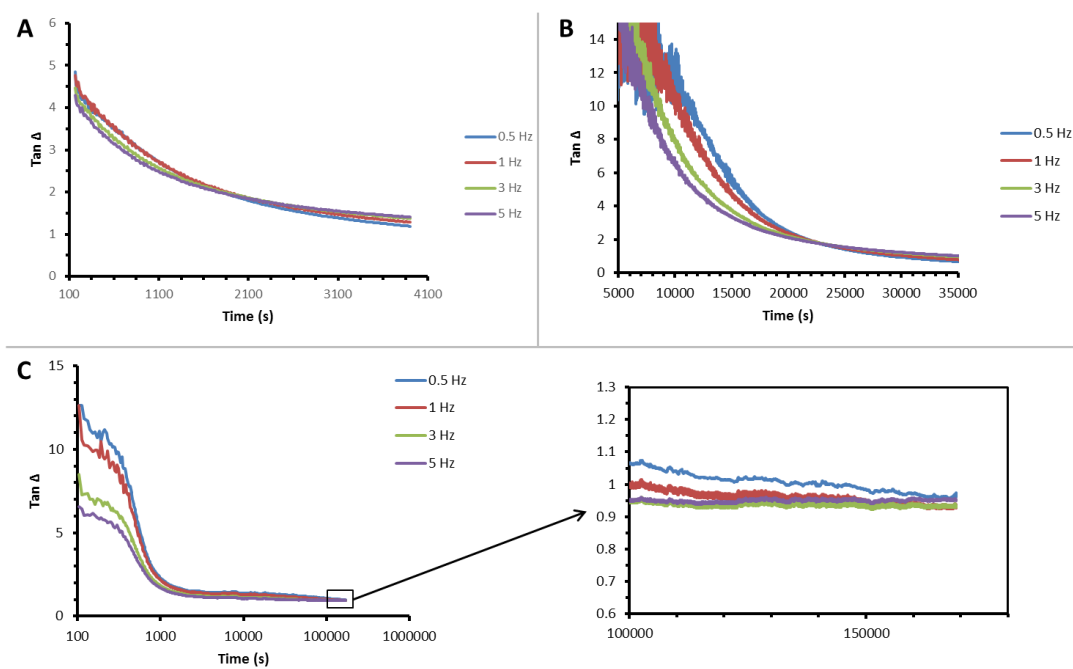 A
6
5
4
3
2
1
0
Tan Δ
100
1100
2100
3100
4100
Time (s)
0.5 Hz
1 Hz
3 Hz
5 Hz
B
14
12
10
8
6
4
2
0
Tan Δ
5000
10000
15000
20000
25000
30000
35000
Time (s)
0.5 Hz
1 Hz
3 Hz
5 Hz
C
15
10
5
0
Tan Δ
100
1000
10000
100000
1000000
Time (s)
0.5 Hz
1 Hz
3 Hz
5 Hz
1.3
1.2
1.1
1
0.9
0.8
0.7
0.6
100000
150000